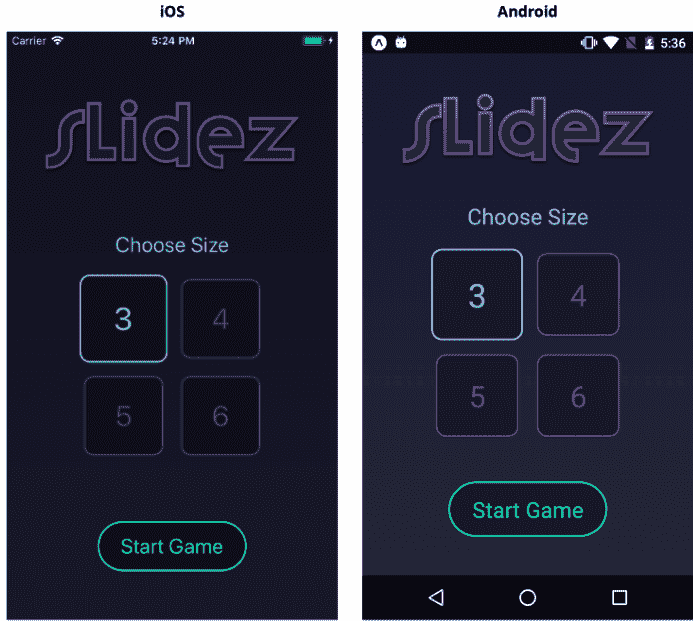 iOS
Carrier 5:24 PM
sLidez
Choose Size
3 4
5 6
Start Game
Android
5:36
sLidez
Choose Size
3 4
5 6
Start Game